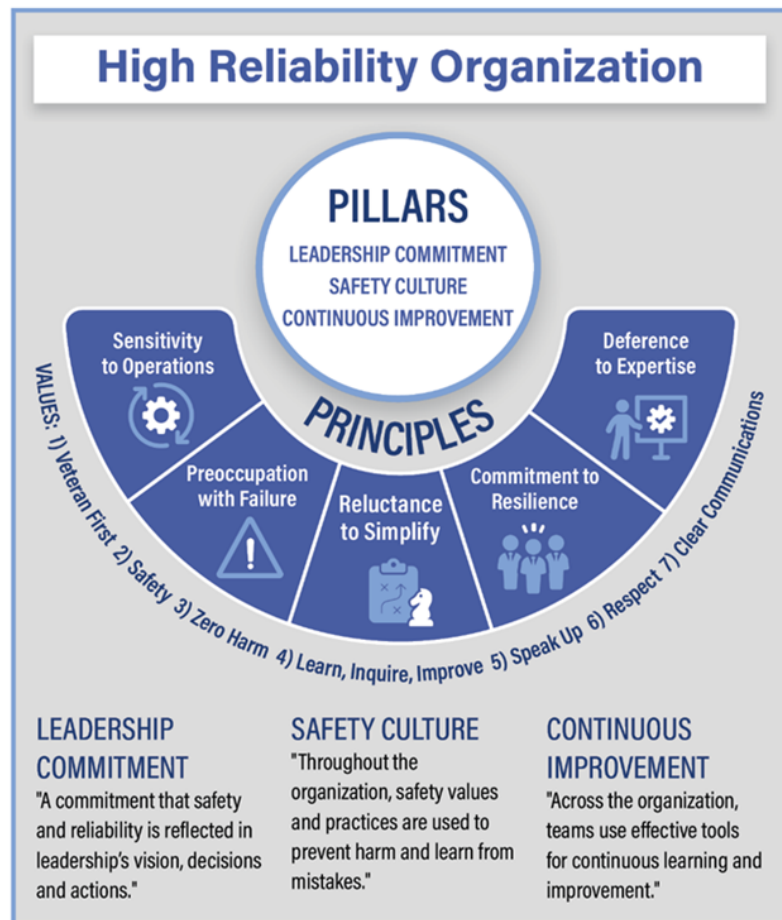 High Reliability Organization
PILLARS
LEADERSHIP COMMITMENT
SAFETY CULTURE
CONTINUOUS IMPROVEMENT
PRINCIPLES
Sensitivity
to Operations
Preoccupation
with Failure
Reluctance
to Simplify
Commitment to
Resilience
Deference
to Expertise
VALUES: 1) Veteran First 2) Safety 3) Zero Harm 4) Learn, Inquire, Improve 5) Speak Up 6) Respect 7) Clear Communications
LEADERSHIP
COMMITMENT
"A commitment that safety
and reliability is reflected in
leadership's vision, decisions
and actions."
SAFETY CULTURE
"Throughout the
organization, safety values
and practices are used to
prevent harm and learn from
mistakes."
CONTINUOUS
IMPROVEMENT
"Across the organization,
teams use effective tools
for continuous learning and
improvement."